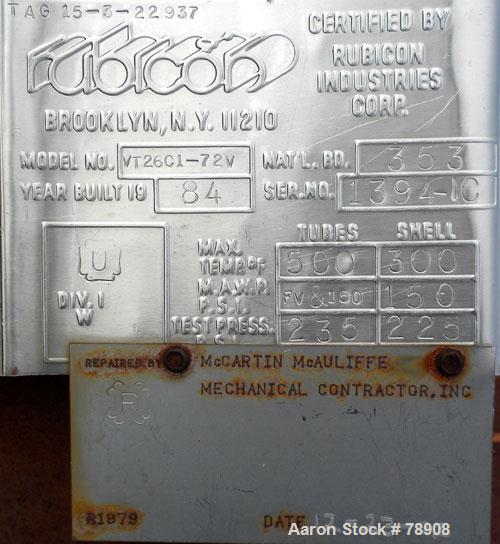 TAG 15-3-22937
rubicon
CERTIFIED BY
RUBICON
INDUSTRIES
CORP.
BROOKLYN, N.Y. 11210
MODEL NO. VT26C1-72V NAT'L. BD. 353
YEAR BUILT 19 84 SER.NO. 1394-1C
TUBES SHELL
MAX. TEMP. °F 500 300
M.A.W.P. P.S.I. FV & 150 150
TEST PRESS. P.S.I. 235 225
U
DIV. 1
W
REPAIRED BY McCARTIN McAULIFFE
MECHANICAL CONTRACTOR, INC
R
R1979 DATE
Aaron Stock # 78908